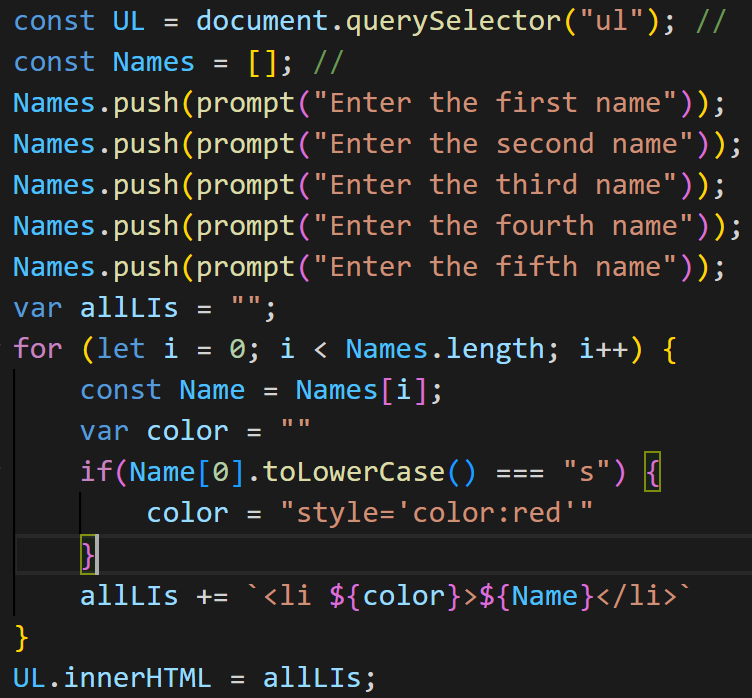 const UL = document.querySelector("ul"); //
const Names = []; //
Names.push(prompt("Enter the first name"));
Names.push(prompt("Enter the second name"));
Names.push(prompt("Enter the third name"));
Names.push(prompt("Enter the fourth name"));
Names.push(prompt("Enter the fifth name"));
var allLIs = "";
for (let i = 0; i < Names.length; i++) {
    const Name = Names[i];
    var color = ""
    if(Name[0].toLowerCase() === "s") {
        color = "style='color:red'"
    }
    allLIs += `<li ${color}>${Name}</li>`
}
UL.innerHTML = allLIs;